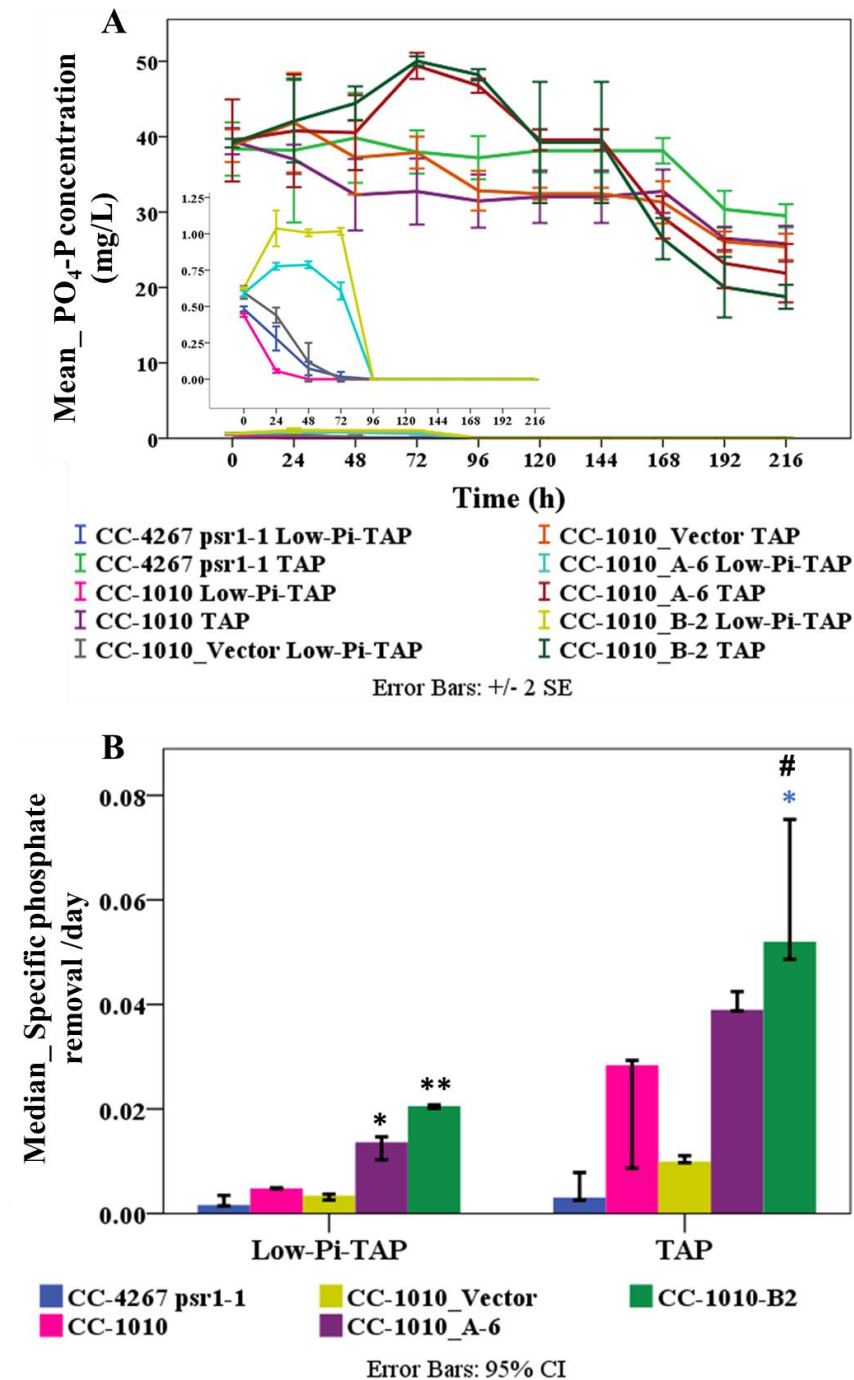 A
Mean_ PO4-P concentration
(mg/L)
50
40
30
20
10
0
1.25
1.00
0.75
0.50
0.25
0.00
0 24 48 72 96 120 144 168 192 216
0 24 48 72 96 120 144 168 192 216
Time (h)
CC-4267 psr1-1 Low-Pi-TAP
CC-4267 psr1-1 TAP
CC-1010 Low-Pi-TAP
CC-1010 TAP
CC-1010_Vector Low-Pi-TAP
CC-1010_Vector TAP
CC-1010_A-6 Low-Pi-TAP
CC-1010_A-6 TAP
CC-1010_B-2 Low-Pi-TAP
CC-1010_B-2 TAP
Error Bars: +/- 2 SE
B
Median_ Specific phosphate
removal /day
0.08
0.06
0.04
0.02
0.00
*
**
#
*
Low-Pi-TAP TAP
CC-4267 psr1-1
CC-1010
CC-1010_Vector
CC-1010_A-6
CC-1010-B2
Error Bars: 95% CI